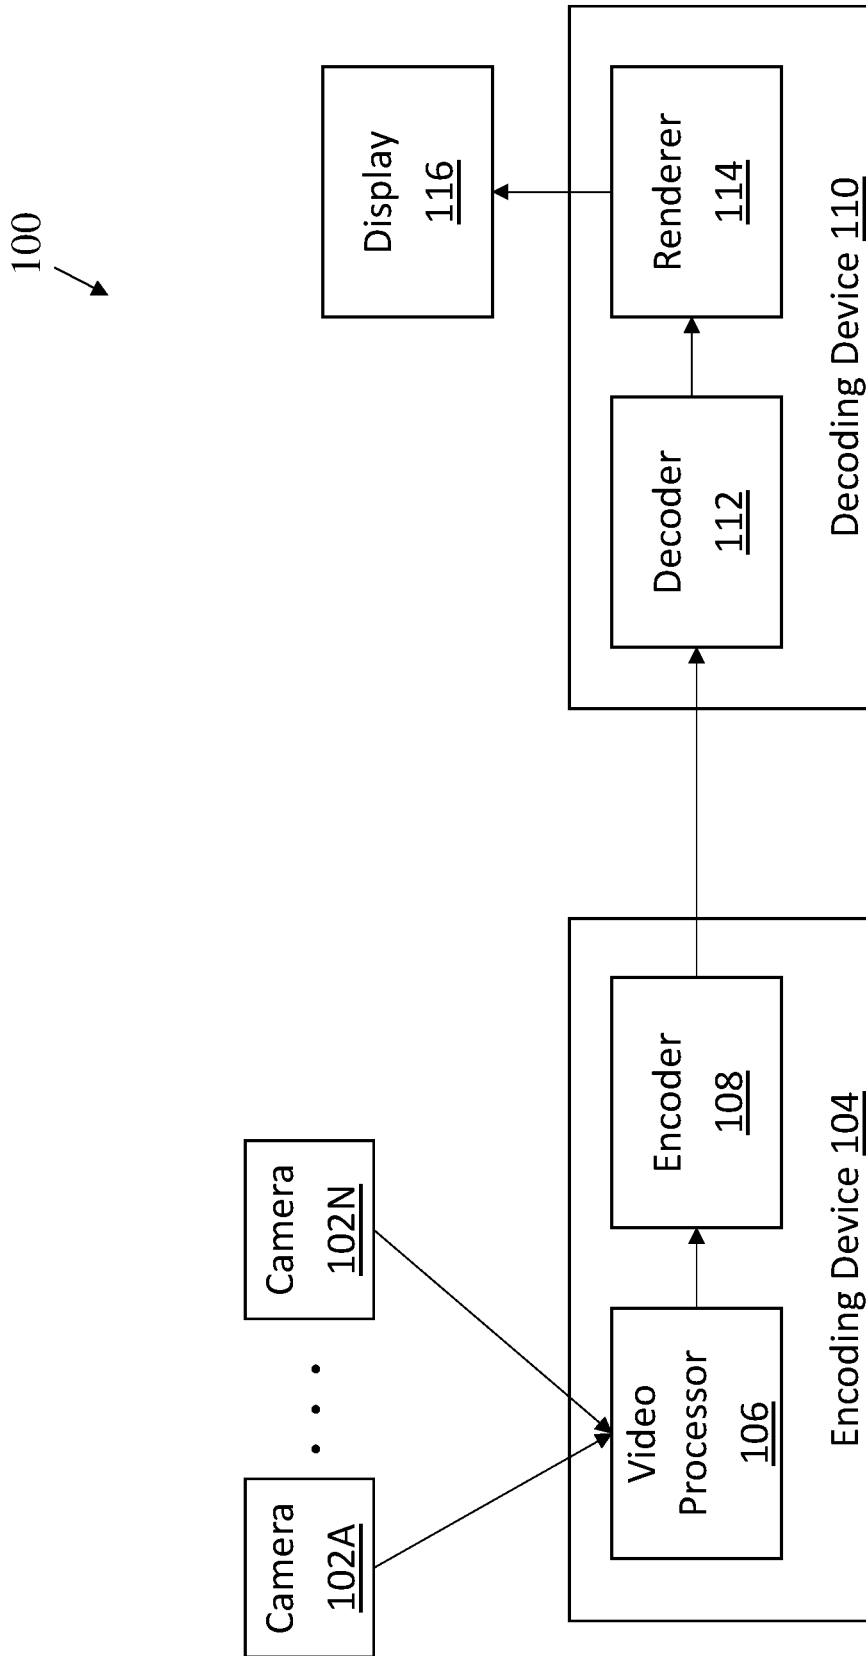 100
Camera
102A
Camera
102N
Video
Processor
106
Encoder
108
Encoding Device 104
Display
116
Decoder
112
Renderer
114
Decoding Device 110